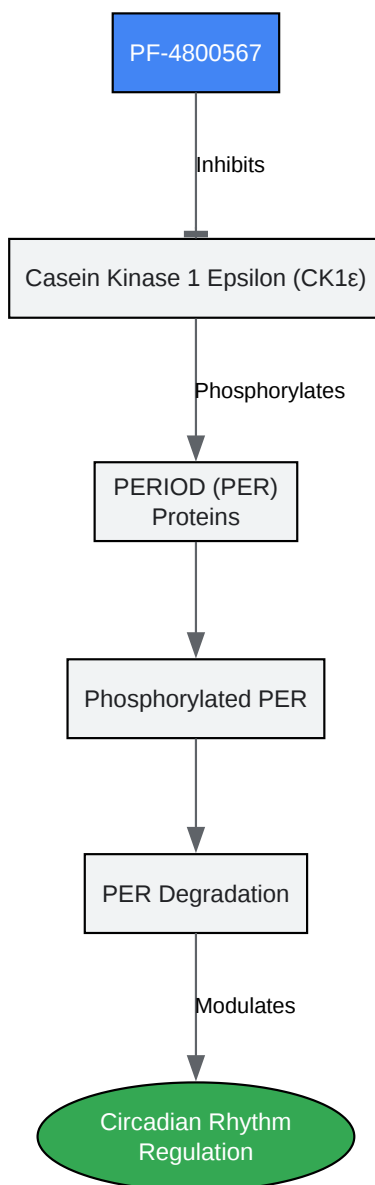 PF-4800567
Inhibits
Casein Kinase 1 Epsilon (CK1ε)
Phosphorylates
PERIOD (PER)
Proteins
Phosphorylated PER
PER Degradation
Modulates
Circadian Rhythm
Regulation